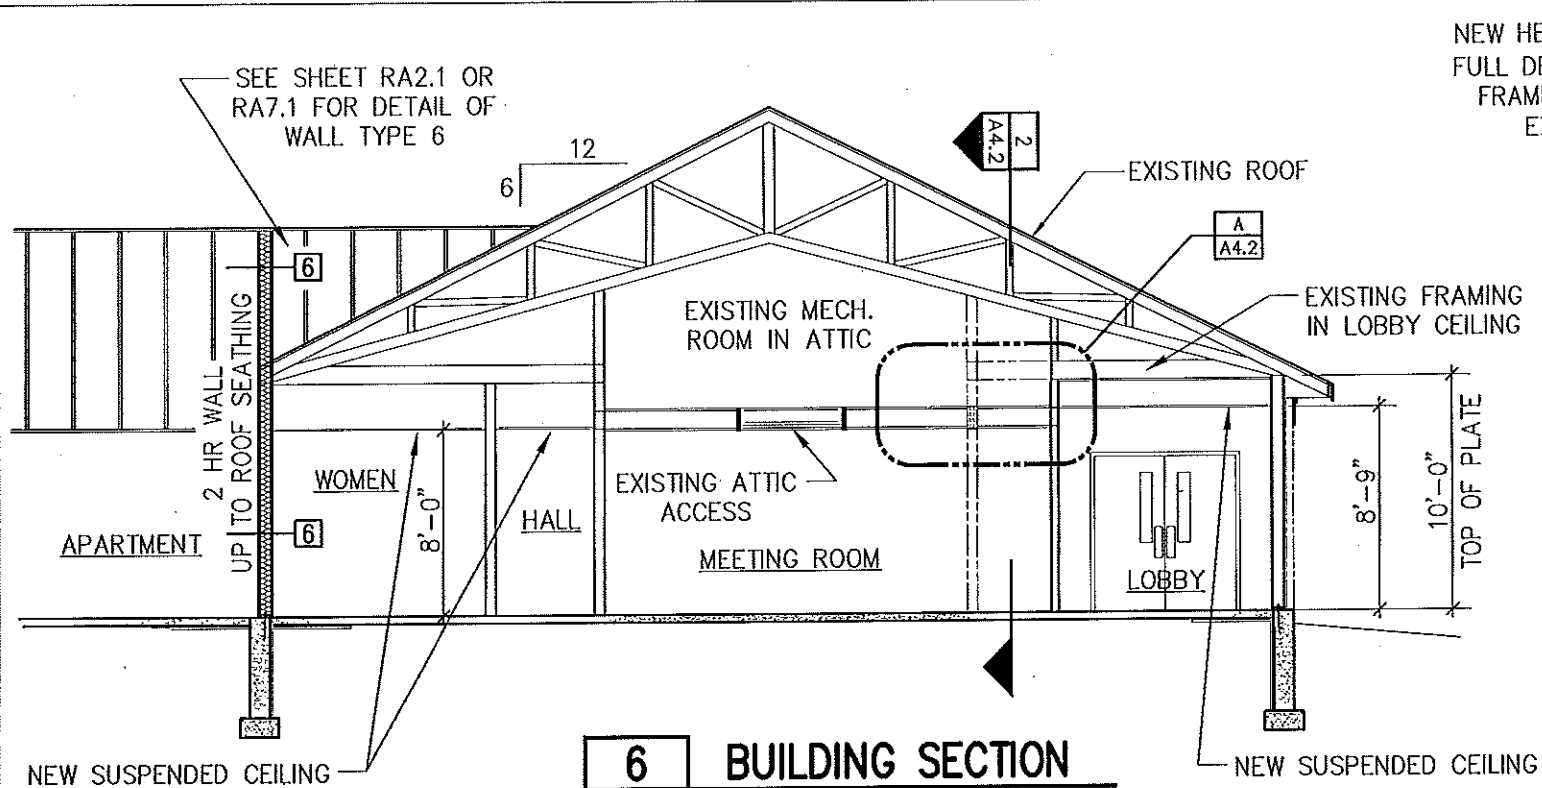 NEW HE
FULL DE
FRAM
E
SEE SHEET RA2.1 OR
RA7.1 FOR DETAIL OF
WALL TYPE 6
12
6
2
A4.2
EXISTING ROOF
A
A4.2
EXISTING FRAMING
IN LOBBY CEILING
6
2 HR WALL
UP TO ROOF SEATHING
EXISTING MECH.
ROOM IN ATTIC
WOMEN
EXISTING ATTIC
ACCESS
HALL
8'-0"
6
APARTMENT
MEETING ROOM
LOBBY
8'-9"
10'-0"
TOP OF PLATE
NEW SUSPENDED CEILING
6 BUILDING SECTION
NEW SUSPENDED CEILING